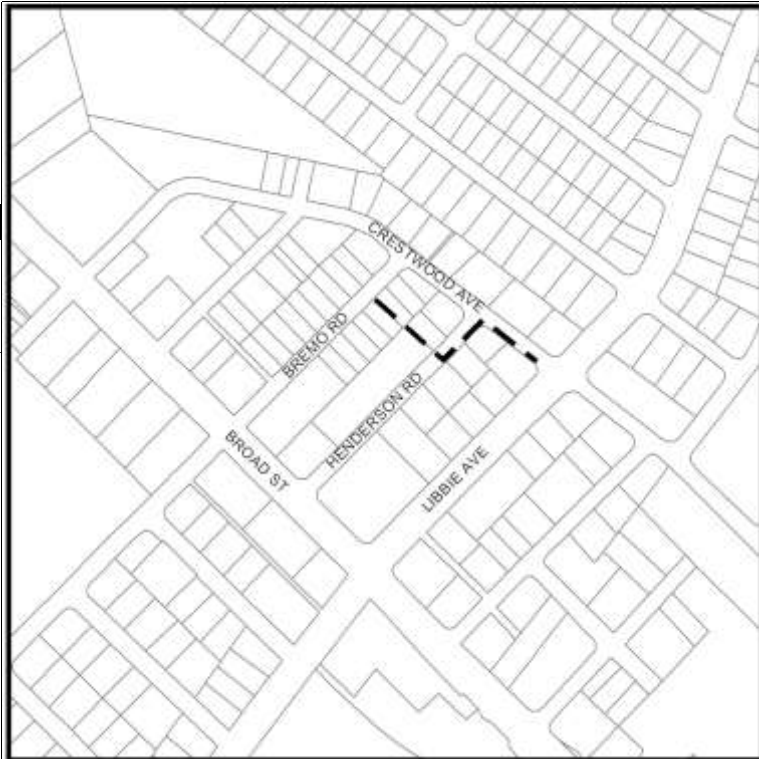 CRESTWOOD AVE
BREMO RD
HENDERSON RD
BROAD ST
LIBBIE AVE